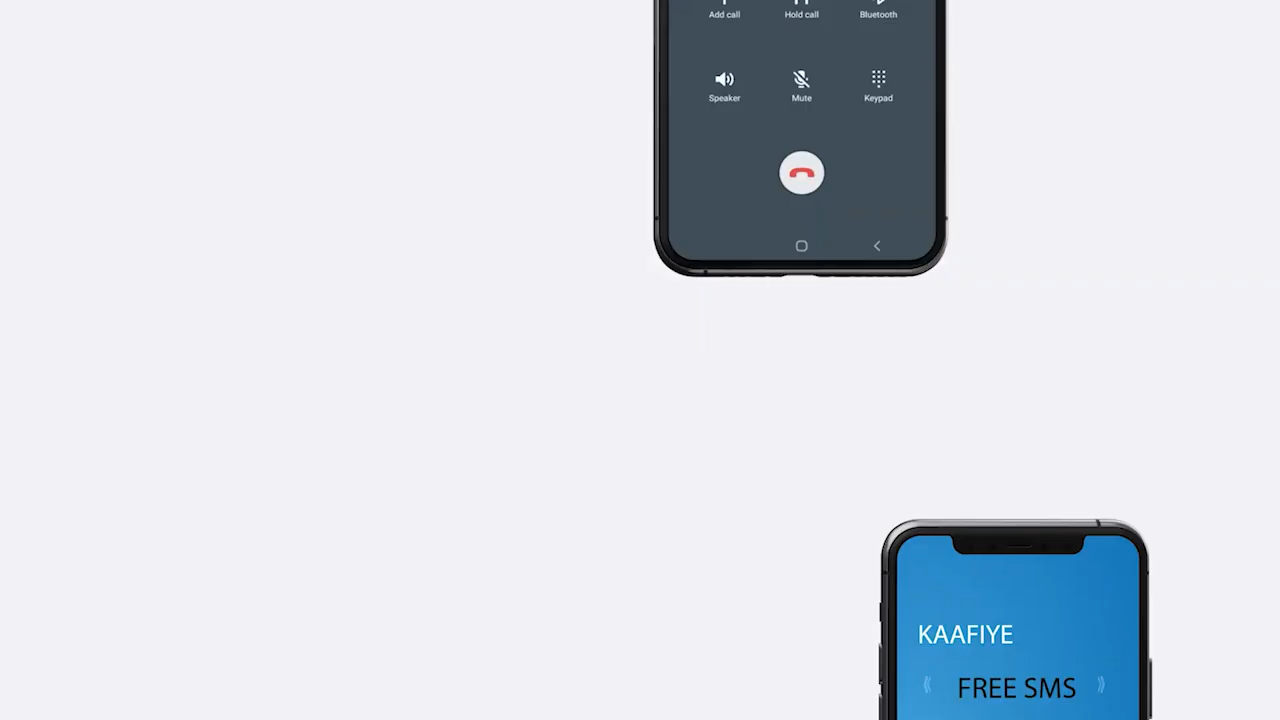 Add call Hold call Bluetooth
Speaker Mute Keypad
KAAFIYE
FREE SMS